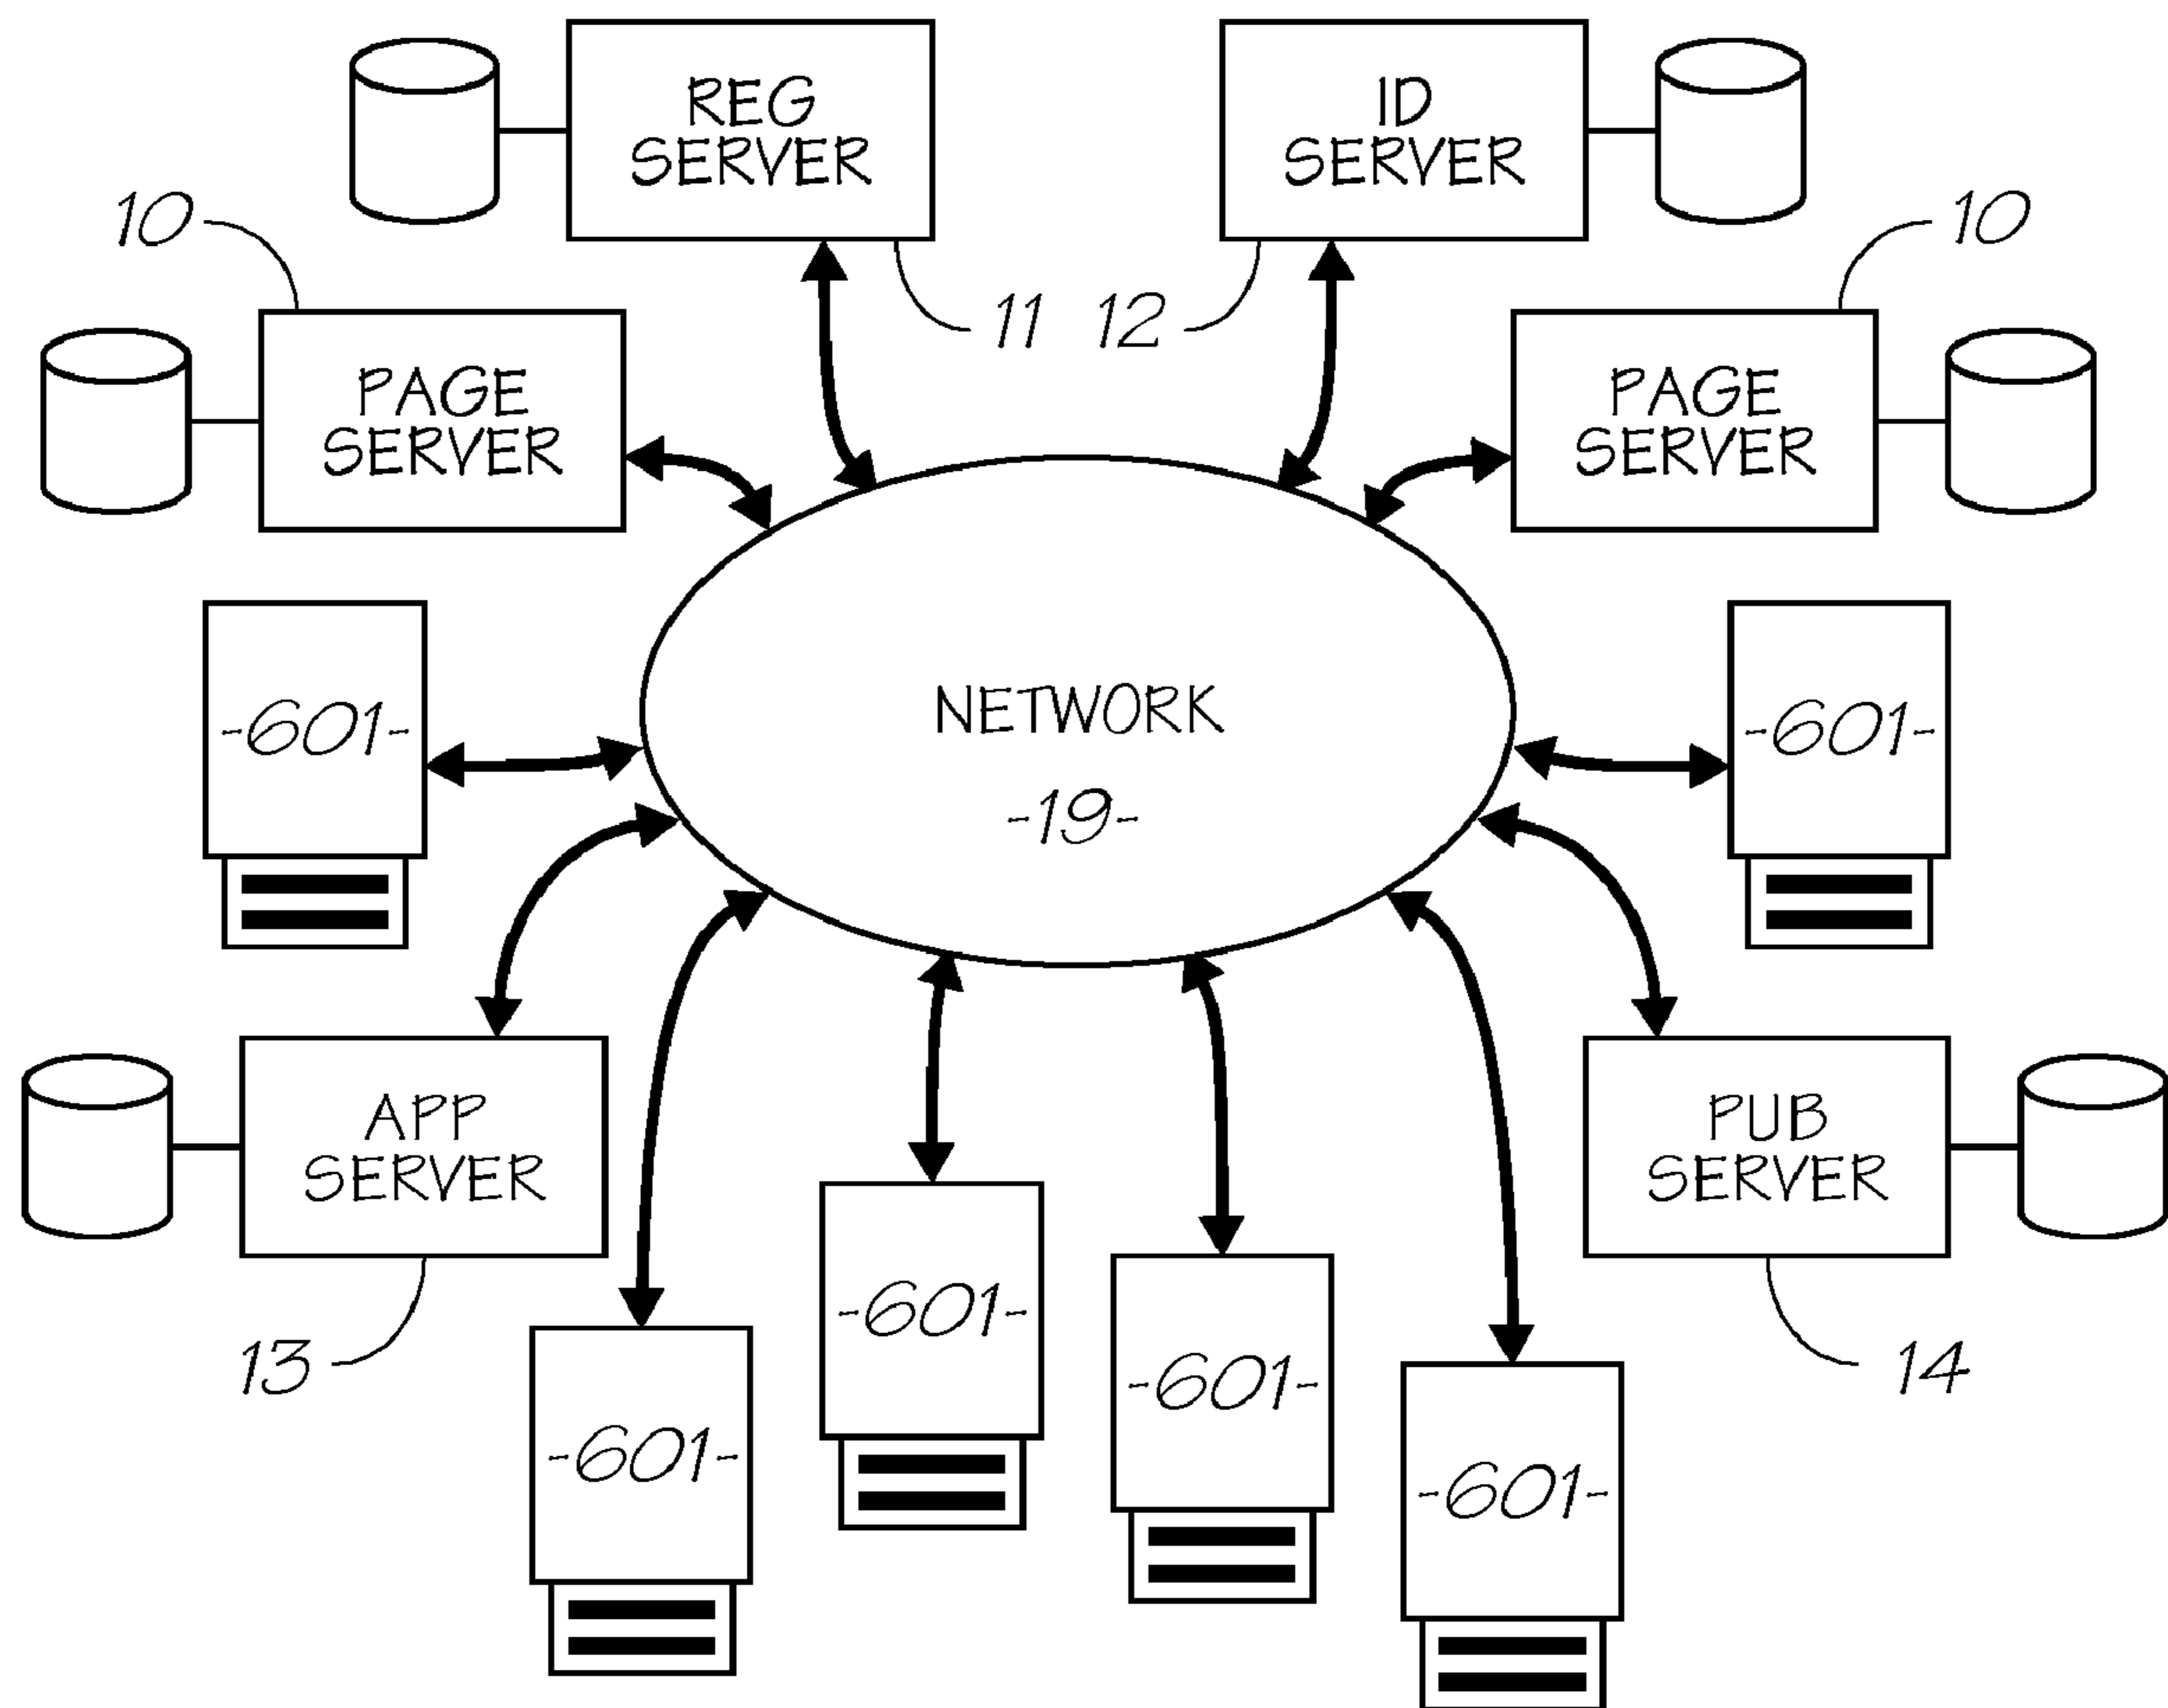 REG
SERVER
ID
SERVER
10
10
11
12
PAGE
SERVER
PAGE
SERVER
-601-
NETWORK
-19-
-601-
APP
SERVER
PUB
SERVER
13
-601-
-601-
-601-
-601-
14